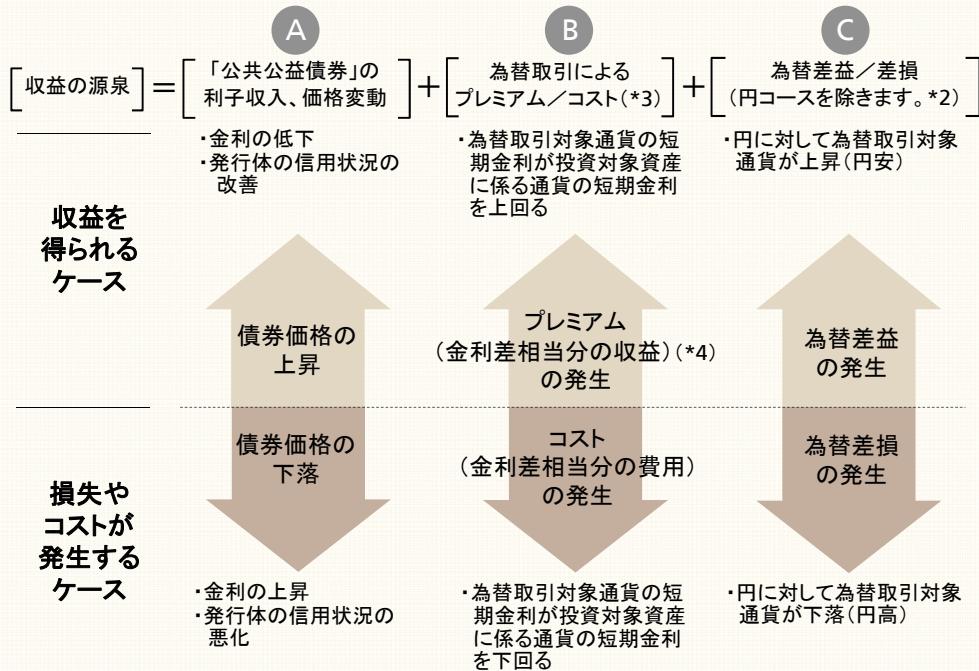 A
B
C
収益の源泉
=
「公共公益債券」の
利子収入、価格変動
+
為替取引による
プレミアム／コスト(*3)
+
為替差益／差損
(円コースを除きます。*2)
収益を
得られる
ケース
・金利の低下
・発行体の信用状況の
改善
・為替取引対象通貨の短
期金利が投資対象資産
に係る通貨の短期金利
を上回る
・円に対して為替取引対象
通貨が上昇(円安)
債券価格の
上昇
プレミアム
(金利差相当分の収益)(*4)
の発生
為替差益
の発生
債券価格の
下落
コスト
(金利差相当分の費用)
の発生
為替差損
の発生
損失や
コストが
発生する
ケース
・金利の上昇
・発行体の信用状況の
悪化
・為替取引対象通貨の短
期金利が投資対象資産
に係る通貨の短期金利
を下回る
・円に対して為替取引対象
通貨が下落(円高)